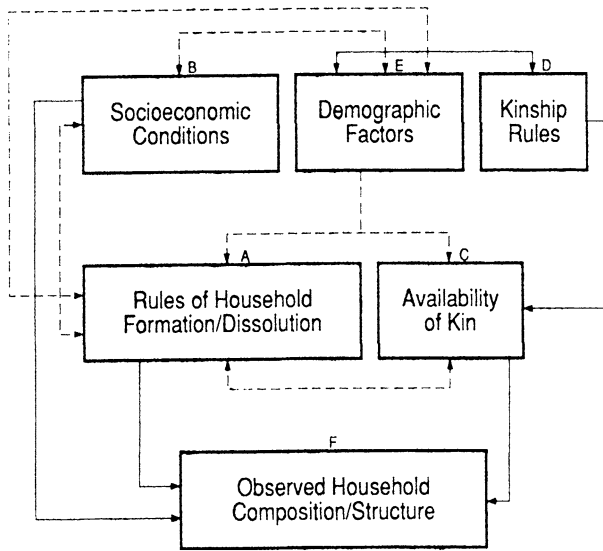 B
E
D
Socioeconomic
Conditions
Demographic
Factors
Kinship
Rules
A
C
Rules of Household
Formation/Dissolution
Availability
of Kin
F
Observed Household
Composition/Structure